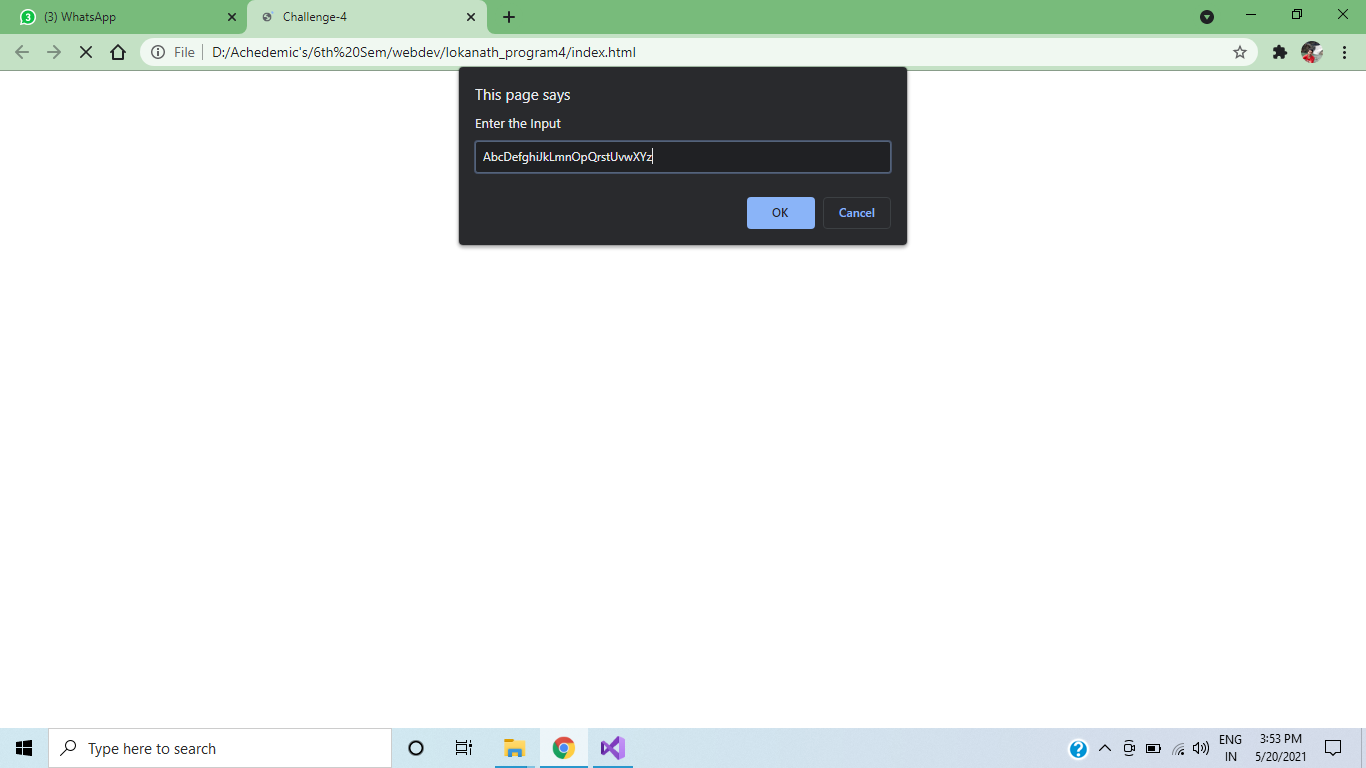 3 (3) WhatsApp
Challenge-4
File
D:/Achedemic's/6th%20Sem/webdev/lokanath_program4/index.html
This page says
Enter the Input
AbcDefghiJkLmnOpQrstUvwXYz
OK
Cancel
Type here to search
?
ENG
IN
3:53 PM
5/20/2021